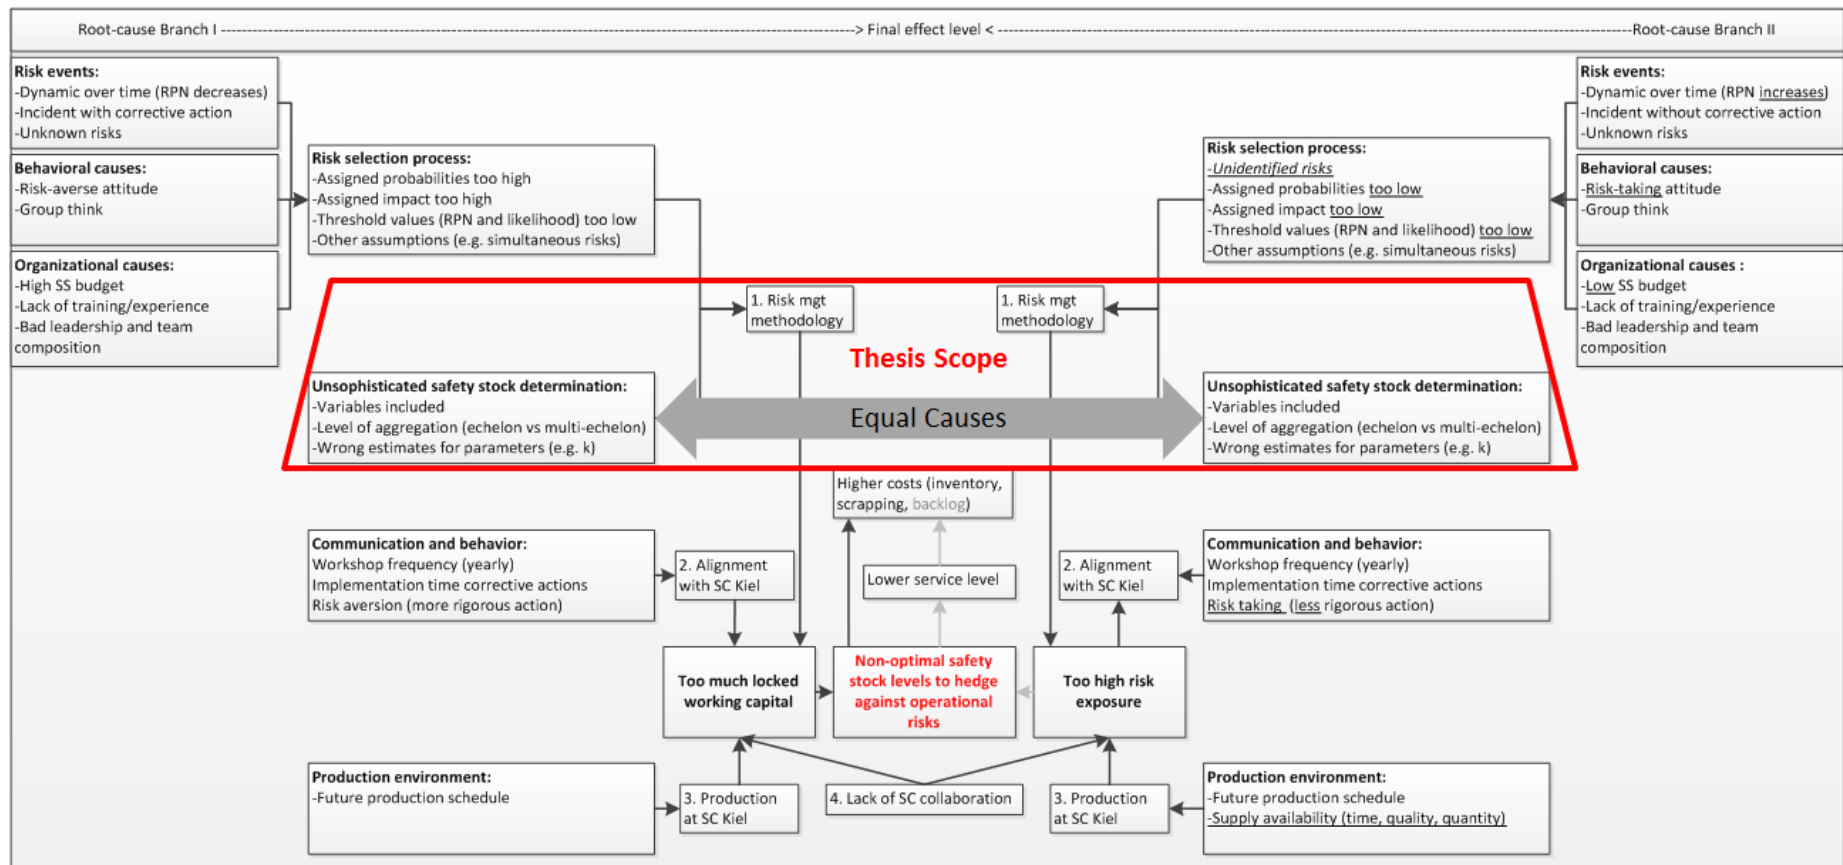 Root-cause Branch I ----------------------------------------> Final effect level < ----------------------------------------Root-cause Branch II
Risk events:
-Dynamic over time (RPN decreases)
-Incident with corrective action
-Unknown risks
Behavioral causes:
-Risk-averse attitude
-Group think
Organizational causes:
-High SS budget
-Lack of training/experience
-Bad leadership and team
composition
Risk selection process:
-Assigned probabilities too high
-Assigned impact too high
-Threshold values (RPN and likelihood) too low
-Other assumptions (e.g. simultaneous risks)
1. Risk mgt
methodology
1. Risk mgt
methodology
Risk selection process:
-Unidentified risks
-Assigned probabilities too low
-Assigned impact too low
-Threshold values (RPN and likelihood) too low
-Other assumptions (e.g. simultaneous risks)
Risk events:
-Dynamic over time (RPN increases)
-Incident without corrective action
-Unknown risks
Behavioral causes:
-Risk-taking attitude
-Group think
Organizational causes :
-Low SS budget
-Lack of training/experience
-Bad leadership and team
composition
Thesis Scope
Unsophisticated safety stock determination:
-Variables included
-Level of aggregation (echelon vs multi-echelon)
-Wrong estimates for parameters (e.g. k)
Equal Causes
Unsophisticated safety stock determination:
-Variables included
-Level of aggregation (echelon vs multi-echelon)
-Wrong estimates for parameters (e.g. k)
Higher costs (inventory,
scrapping, backlog)
Communication and behavior:
Workshop frequency (yearly)
Implementation time corrective actions
Risk aversion (more rigorous action)
2. Alignment
with SC Kiel
Lower service level
2. Alignment
with SC Kiel
Communication and behavior:
Workshop frequency (yearly)
Implementation time corrective actions
Risk taking (less rigorous action)
Too much locked
working capital
Non-optimal safety
stock levels to hedge
against operational
risks
Too high risk
exposure
Production environment:
-Future production schedule
3. Production
at SC Kiel
4. Lack of SC collaboration
3. Production
at SC Kiel
Production environment:
-Future production schedule
-Supply availability (time, quality, quantity)